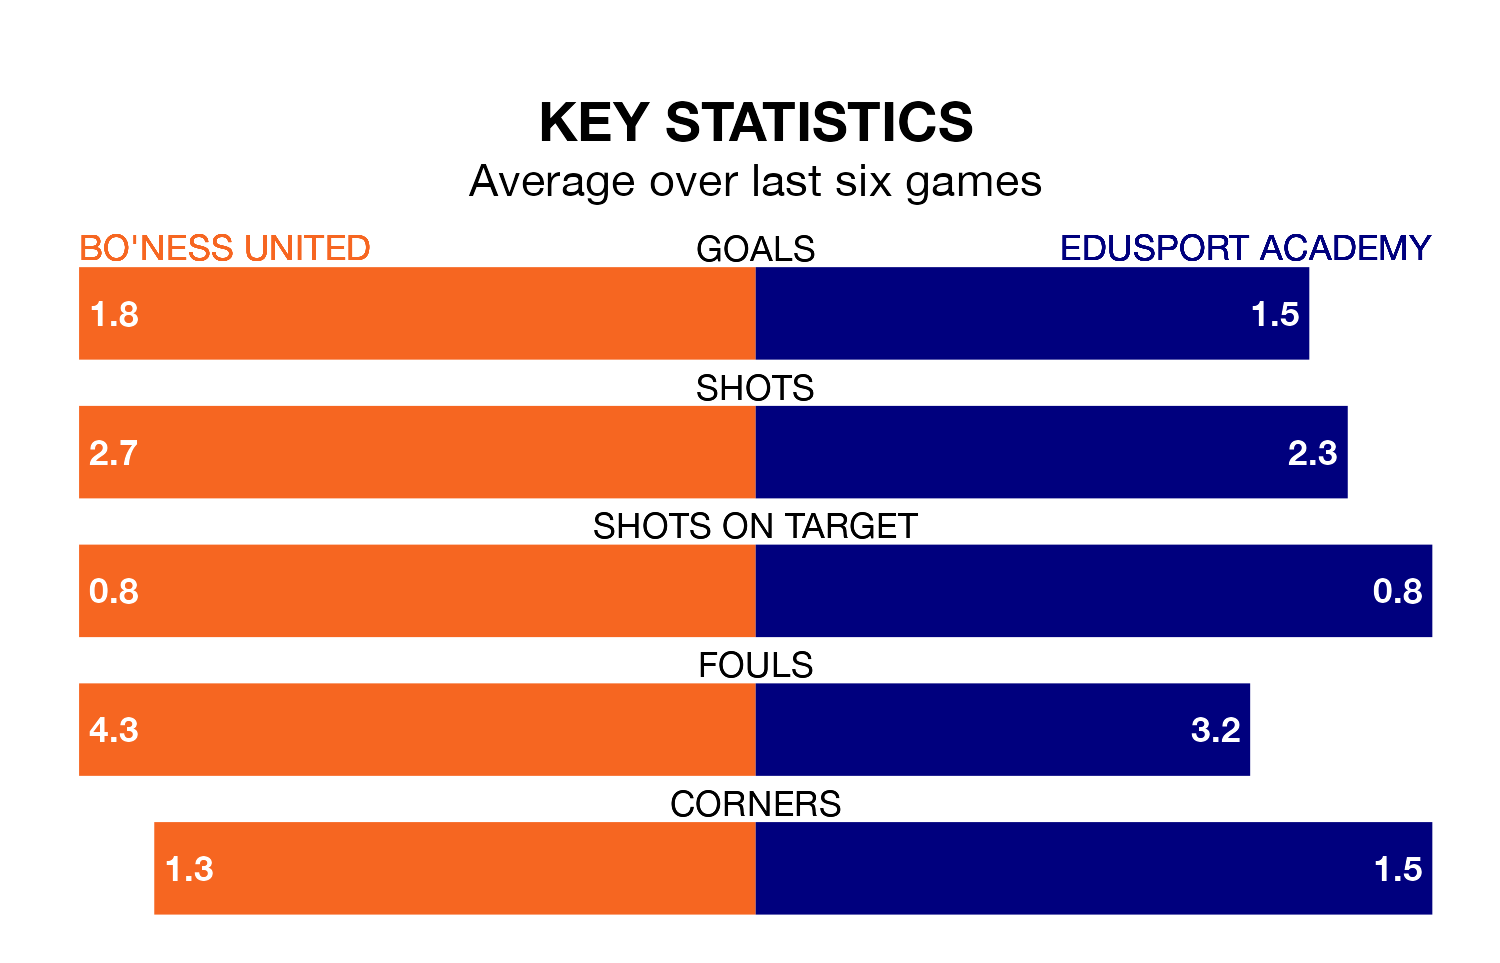 KEY STATISTICS
Average over last six games
BO'NESS UNITED GOALS EDUSPORT ACADEMY
1.8 1.5
SHOTS
2.7 2.3
SHOTS ON TARGET
0.8 0.8
FOULS
4.3 3.2
CORNERS
1.3 1.5